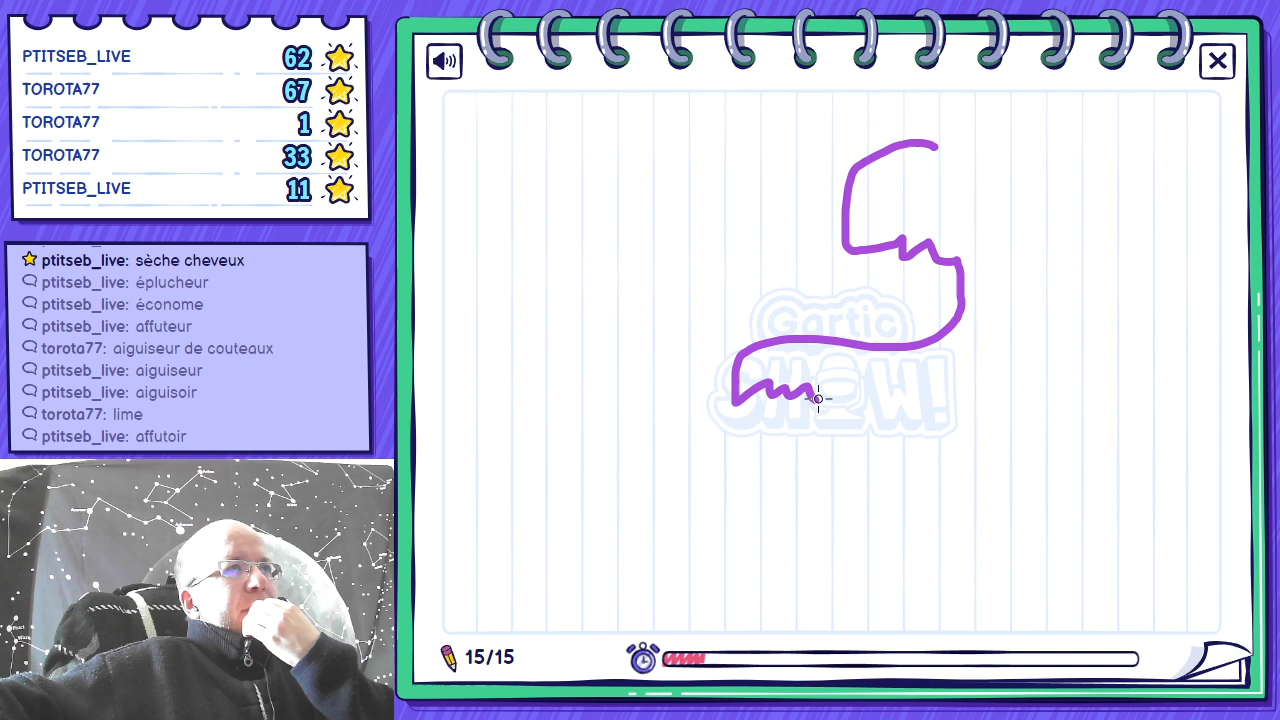 PTITSEB_LIVE 62
TOROTA77 67
TOROTA77 1
TOROTA77 33
PTITSEB_LIVE 11
ptitseb_live: sèche cheveux
ptitseb_live: éplucheur
ptitseb_live: économe
ptitseb_live: affuteur
torota77: aiguiseur de couteaux
ptitseb_live: aiguiseur
ptitseb_live: aiguisoir
torota77: lime
ptitseb_live: affutoir
Gartic
SHOW!
15/15